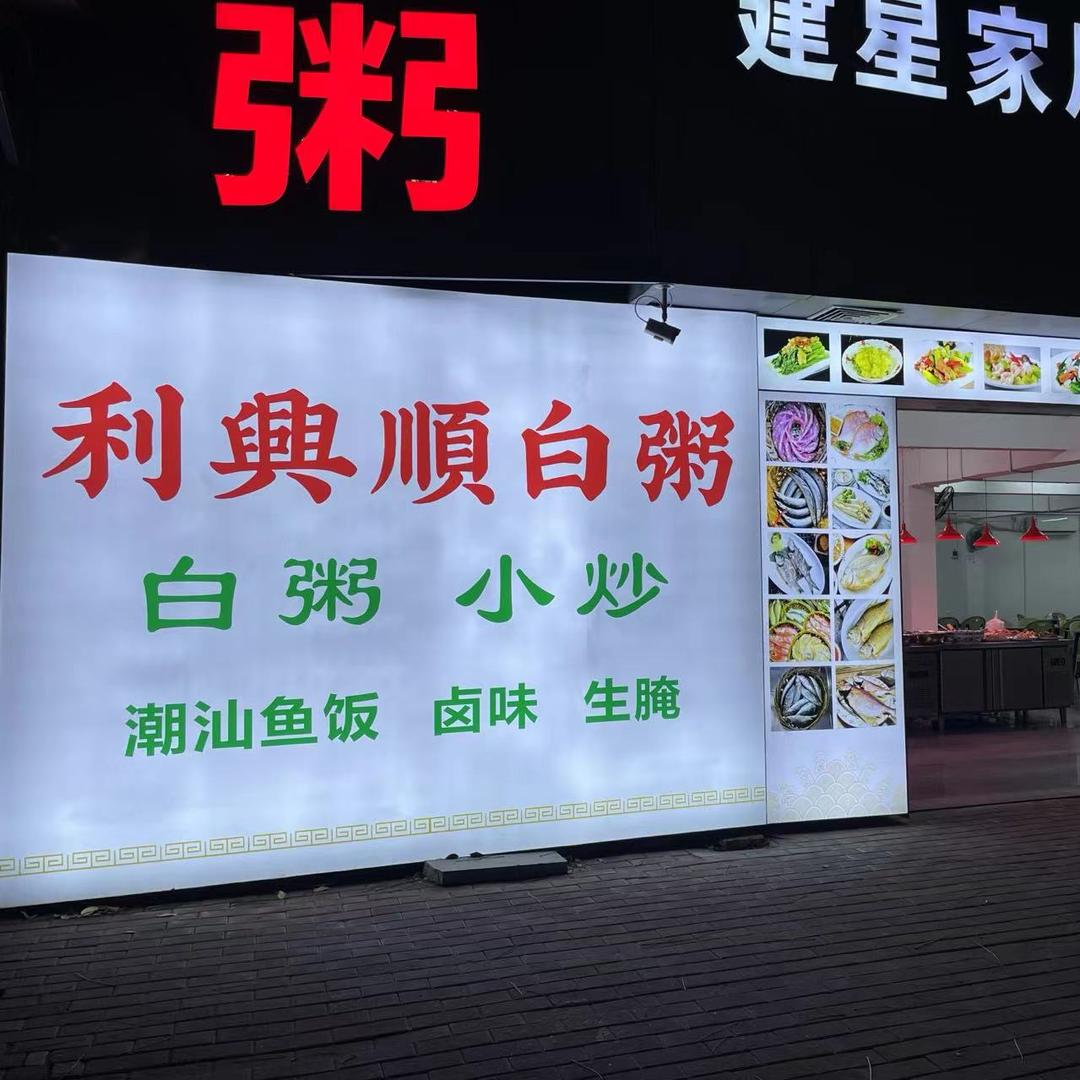 粥
建星家
利興順白粥
白粥 小炒
潮汕鱼饭 卤味 生腌